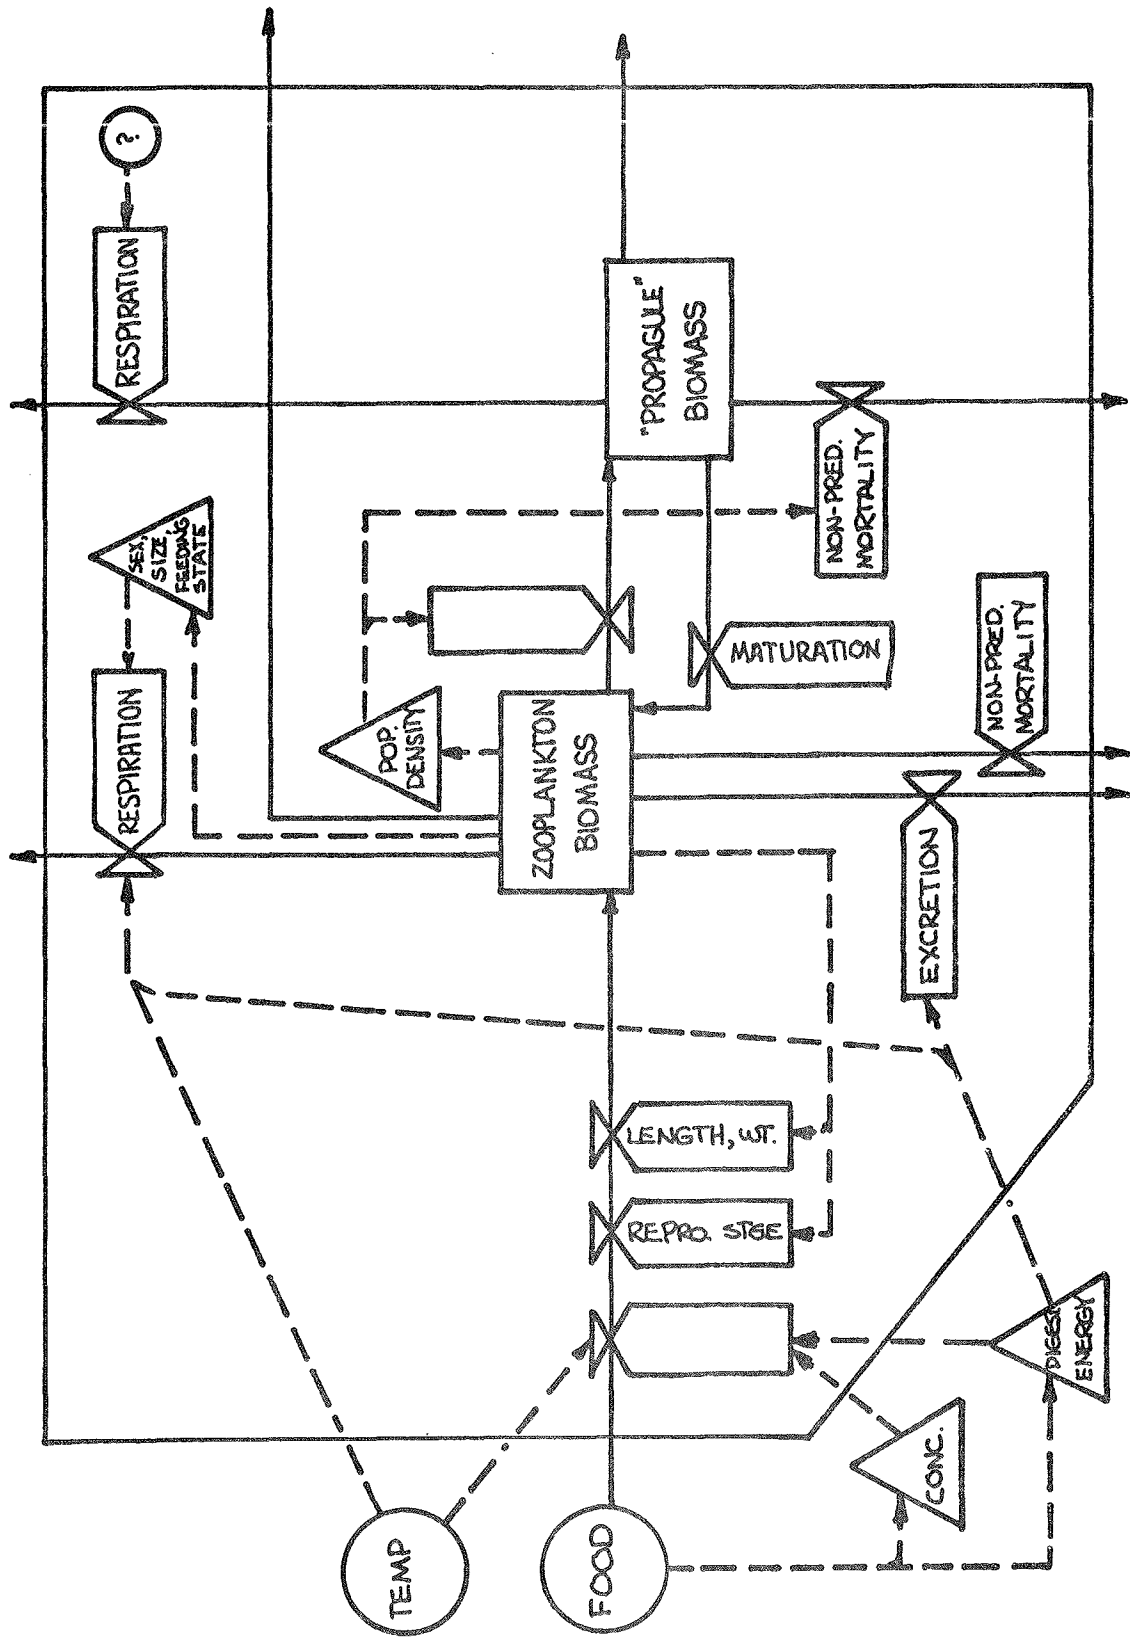 TEMP
FOOD
CONC.
DIGEST
ENERGY
REPRO. STGE
LENGTH, WT.
EXCRETION
RESPIRATION
ZOOPLANKTON
BIOMASS
POP.
DENSITY
NON-PRED.
MORTALITY
MATURATION
SEX,
SIZE,
FEEDING
STATE
NON-PRED.
MORTALITY
"PROPAGULE"
BIOMASS
RESPIRATION
?